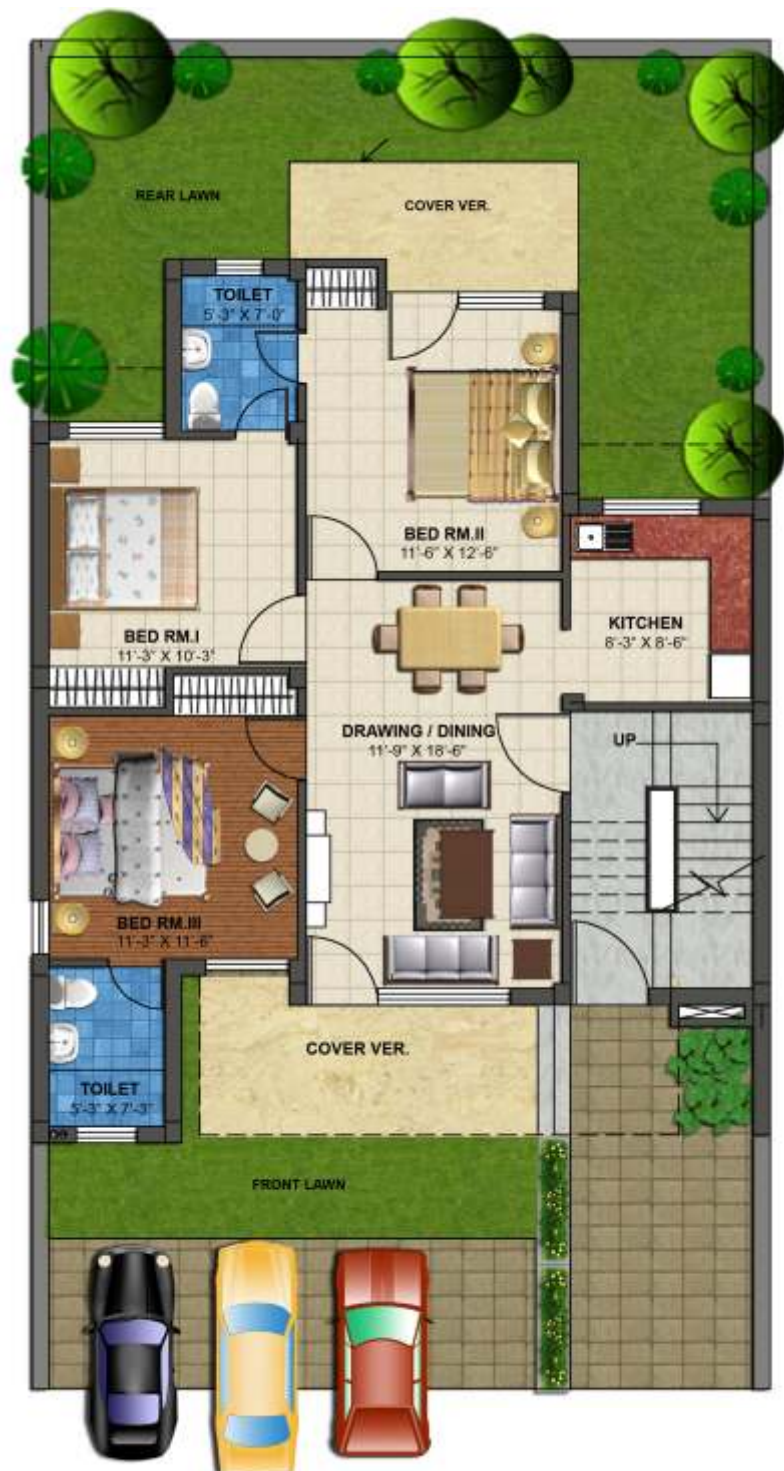 REAR LAWN
COVER VER.
TOILET
5'-3" X 7'-0"
BED RM.II
11'-6" X 12'-6"
BED RM.I
11'-3" X 10'-3"
KITCHEN
8'-3" X 8'-6"
DRAWING / DINING
11'-9" X 18'-6"
UP
BED RM.III
11'-3" X 11'-6"
COVER VER.
TOILET
5'-3" X 7'-3"
FRONT LAWN